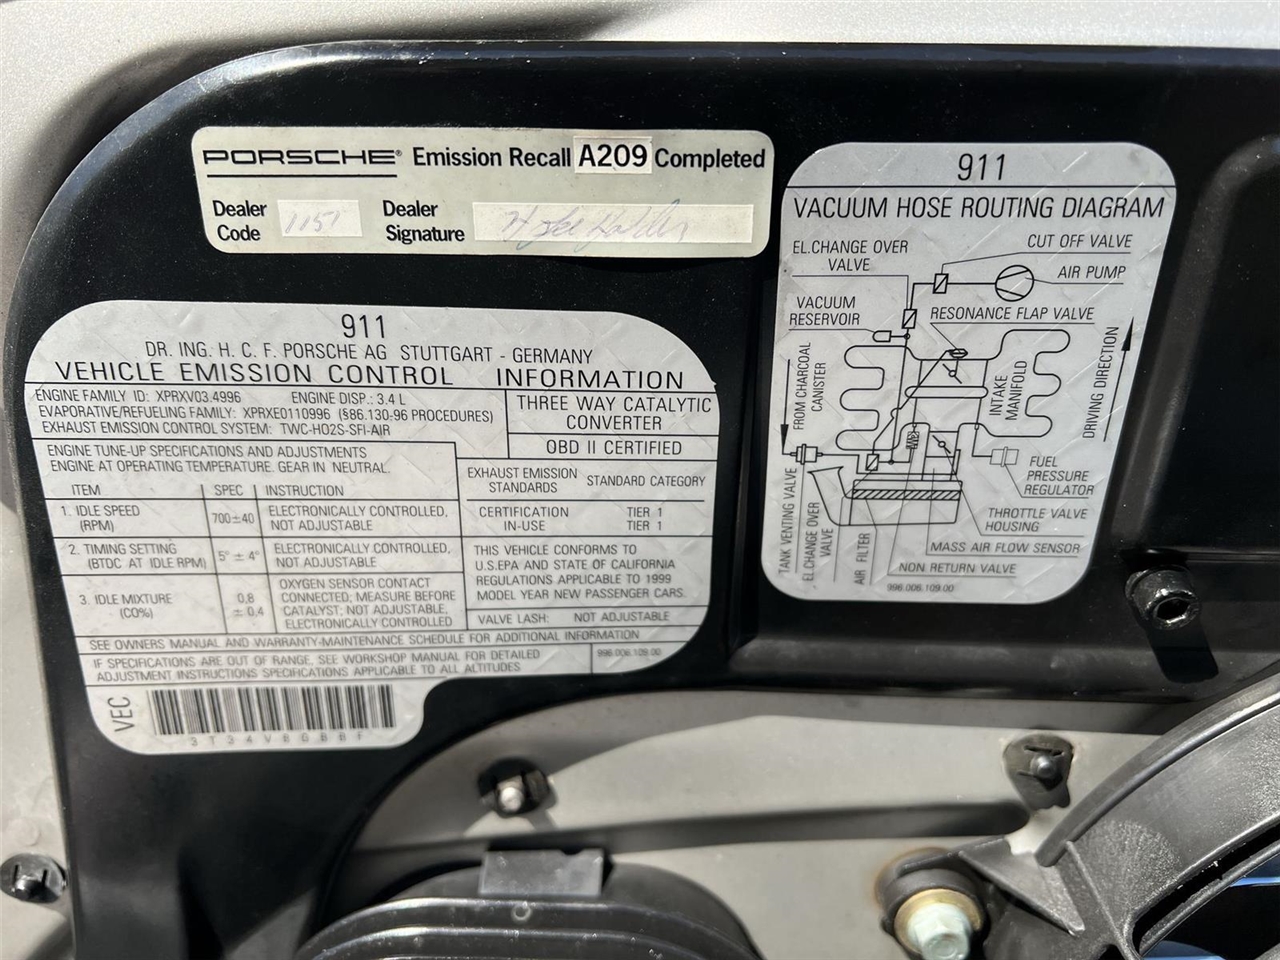 PORSCHE® Emission Recall A209 Completed
Dealer Code 1151 Dealer Signature
911
DR. ING. H. C. F. PORSCHE AG STUTTGART - GERMANY
VEHICLE EMISSION CONTROL INFORMATION
ENGINE FAMILY ID: XPRXV03.4996 ENGINE DISP.: 3.4 L
EVAPORATIVE/REFUELING FAMILY: XPRXE0110996 (§86.130-96 PROCEDURES)
EXHAUST EMISSION CONTROL SYSTEM: TWC-HO2S-SFI-AIR
THREE WAY CATALYTIC
CONVERTER
OBD II CERTIFIED
ENGINE TUNE-UP SPECIFICATIONS AND ADJUSTMENTS
ENGINE AT OPERATING TEMPERATURE. GEAR IN NEUTRAL.
ITEM SPEC INSTRUCTION
1. IDLE SPEED (RPM) 700±40 ELECTRONICALLY CONTROLLED, NOT ADJUSTABLE
2. TIMING SETTING (BTDC AT IDLE RPM) 5° ± 4° ELECTRONICALLY CONTROLLED, NOT ADJUSTABLE
3. IDLE MIXTURE (CO%) 0.8 ± 0.4 OXYGEN SENSOR CONTACT CONNECTED; MEASURE BEFORE CATALYST; NOT ADJUSTABLE, ELECTRONICALLY CONTROLLED
EXHAUST EMISSION STANDARDS STANDARD CATEGORY
CERTIFICATION TIER 1
IN-USE TIER 1
THIS VEHICLE CONFORMS TO
U.S.EPA AND STATE OF CALIFORNIA
REGULATIONS APPLICABLE TO 1999
MODEL YEAR NEW PASSENGER CARS.
VALVE LASH: NOT ADJUSTABLE
SEE OWNERS MANUAL AND WARRANTY-MAINTENANCE SCHEDULE FOR ADDITIONAL INFORMATION
IF SPECIFICATIONS ARE OUT OF RANGE, SEE WORKSHOP MANUAL FOR DETAILED
ADJUSTMENT INSTRUCTIONS SPECIFICATIONS APPLICABLE TO ALL ALTITUDES
996.006.109.00
VEC
3T34V8GBBF
911
VACUUM HOSE ROUTING DIAGRAM
EL.CHANGE OVER
VALVE
CUT OFF VALVE
AIR PUMP
VACUUM
RESERVOIR
RESONANCE FLAP VALVE
FROM CHARCOAL
CANISTER
INTAKE
MANIFOLD
DRIVING DIRECTION
TANK VENTING VALVE
EL.CHANGE OVER
VALVE
AIR FILTER
FUEL
PRESSURE
REGULATOR
THROTTLE VALVE
HOUSING
MASS AIR FLOW SENSOR
NON RETURN VALVE
996.006.109.00